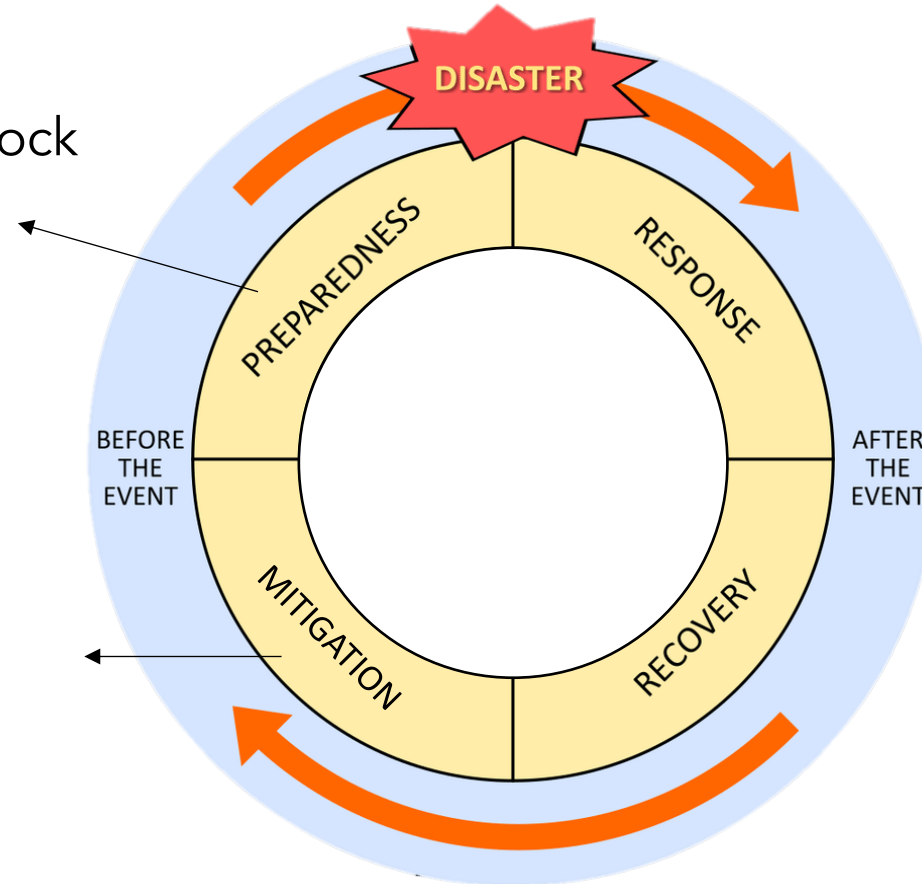 DISASTER
ock
PREPAREDNESS
RESPONSE
BEFORE
THE
EVENT
AFTER
THE
EVENT
MITIGATION
RECOVERY